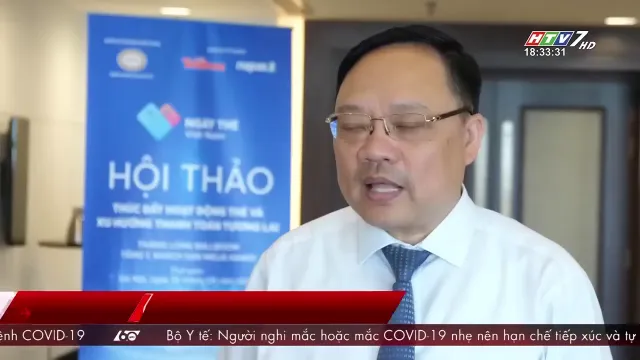 HTV7 HD
18:33:31
NGÀY THẺ
Việt Nam
HỘI THẢO
THÚC ĐẨY HOẠT ĐỘNG THẺ VÀ
XU HƯỚNG THANH TOÁN TƯƠNG LAI
7
ệnh COVID-19 60 Bộ Y tế: Người nghi mắc hoặc mắc COVID-19 nhẹ nên hạn chế tiếp xúc và tự